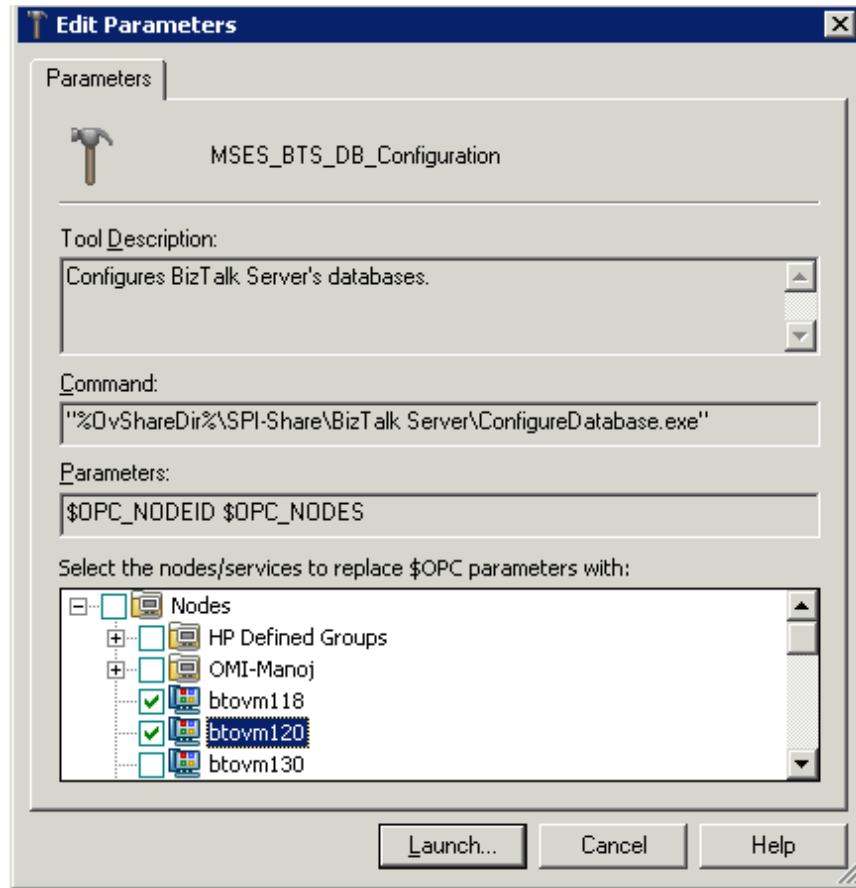 Edit Parameters
Parameters
MSES_BTS_DB_Configuration
Tool Description:
Configures BizTalk Server's databases.
Command:
"%OvShareDir%\SPI-Share\BizTalk Server\ConfigureDatabase.exe"
Parameters:
$OPC_NODEID $OPC_NODES
Select the nodes/services to replace $OPC parameters with:
Nodes
HP Defined Groups
OMI-Manoj
btovm118
btovm120
btovm130
Launch... Cancel Help